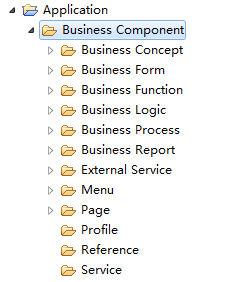 Application
Business Component
Business Concept
Business Form
Business Function
Business Logic
Business Process
Business Report
External Service
Menu
Page
Profile
Reference
Service